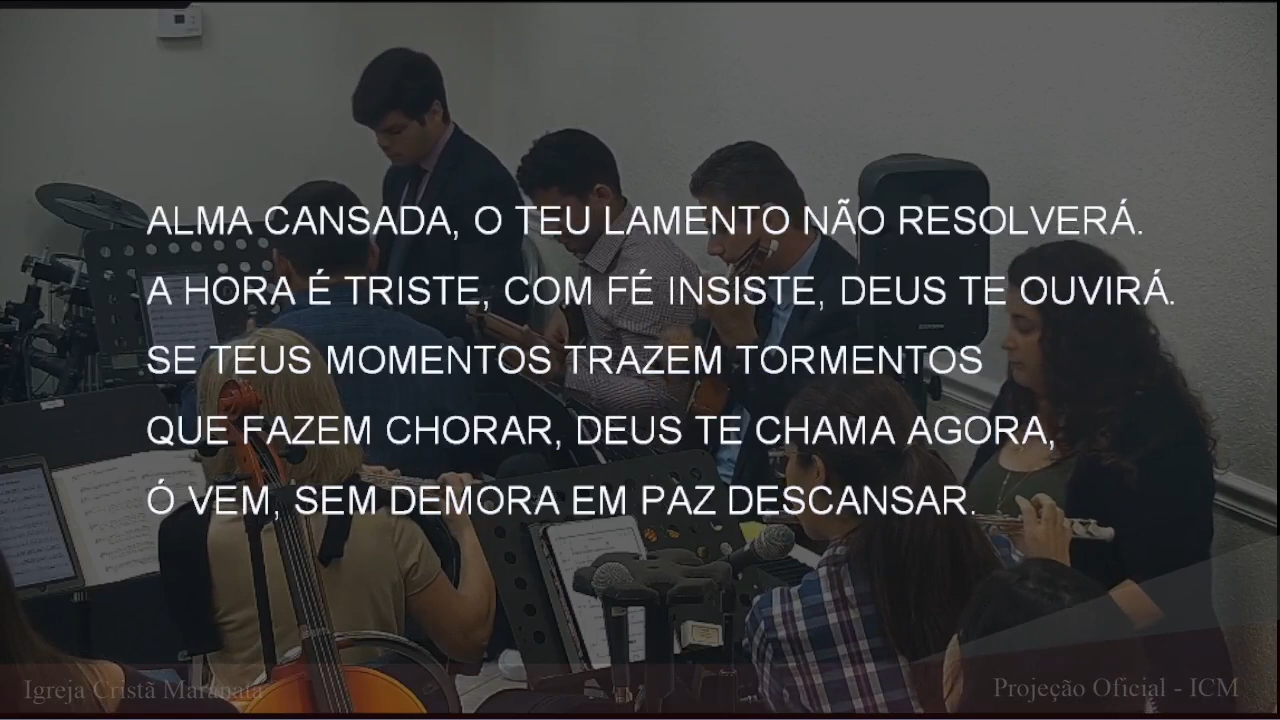 ALMA CANSADA, O TEU LAMENTO NÃO RESOLVERÁ.
A HORA É TRISTE, COM FÉ INSISTE, DEUS TE OUVIRÁ.
SE TEUS MOMENTOS TRAZEM TORMENTOS
QUE FAZEM CHORAR, DEUS TE CHAMA AGORA,
Ó VEM, SEM DEMORA EM PAZ DESCANSAR.
Igreja Cristã Maranata
Projeção Oficial - ICM